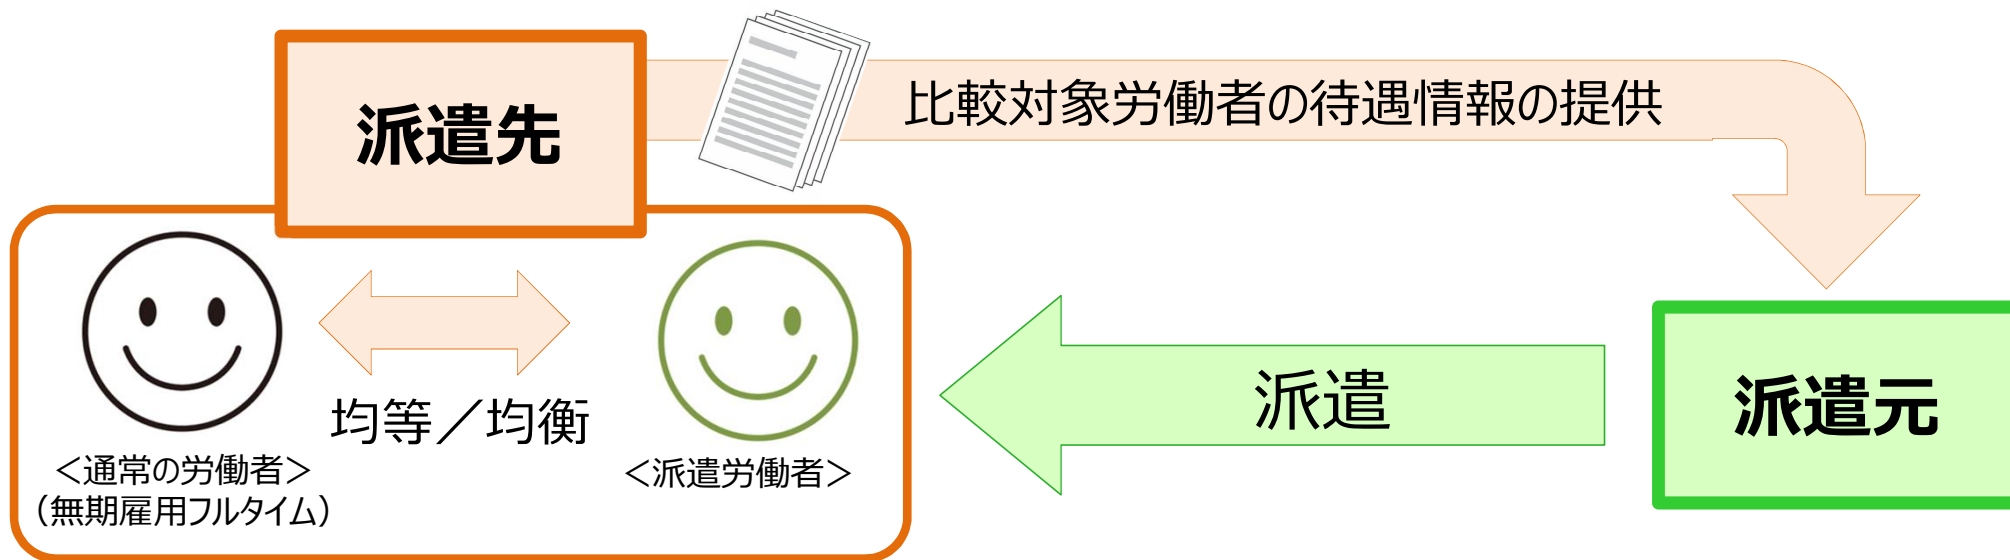 派遣先
比較対象労働者の待遇情報の提供
均等／均衡
＜通常の労働者＞
（無期雇用フルタイム）
＜派遣労働者＞
派遣
派遣元